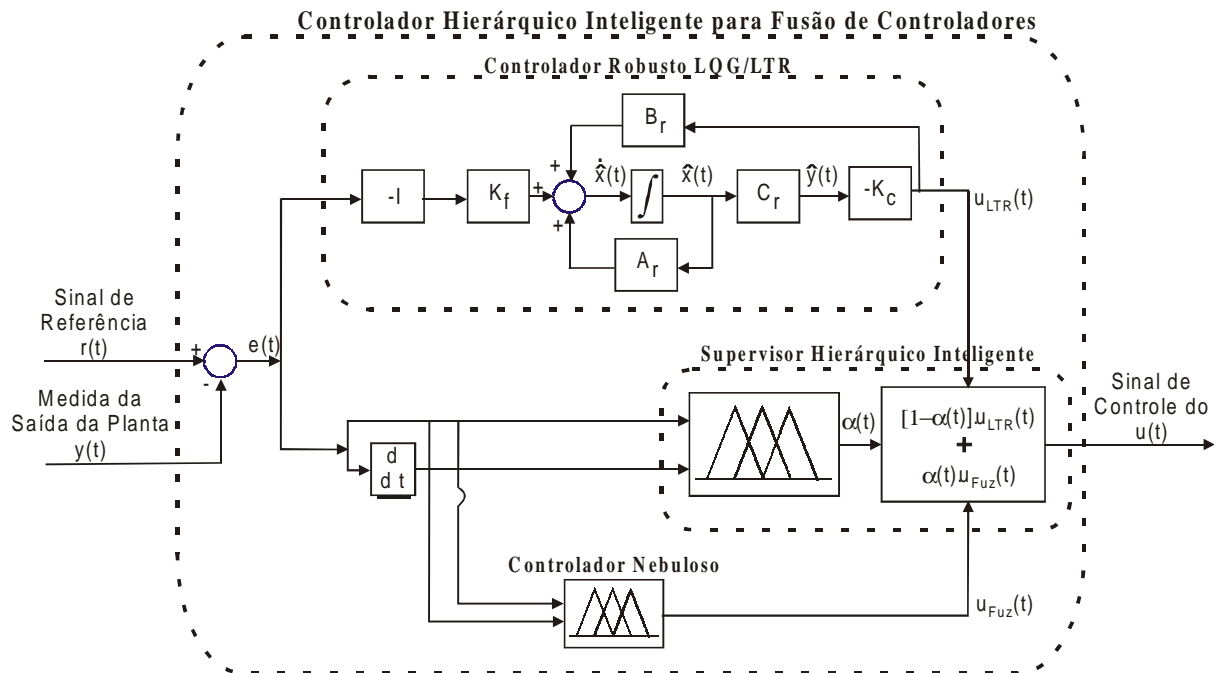 Controlador Hierárquico Inteligente para Fusão de Controladores
Controlador Robusto LQG/LTR
B_r
+
ẋ̂(t)
x̂(t)
ŷ(t)
-I
K_f
+
∫
C_r
-K_c
u_LTR(t)
+
A_r
Sinal de
Referência
r(t)
+
e(t)
-
Medida da
Saída da Planta
y(t)
Supervisor Hierárquico Inteligente
α(t)
[1–α(t)].u_LTR(t)
+
α(t).u_Fuz(t)
Sinal de
Controle do
u(t)
d
dt
Controlador Nebuloso
u_Fuz(t)